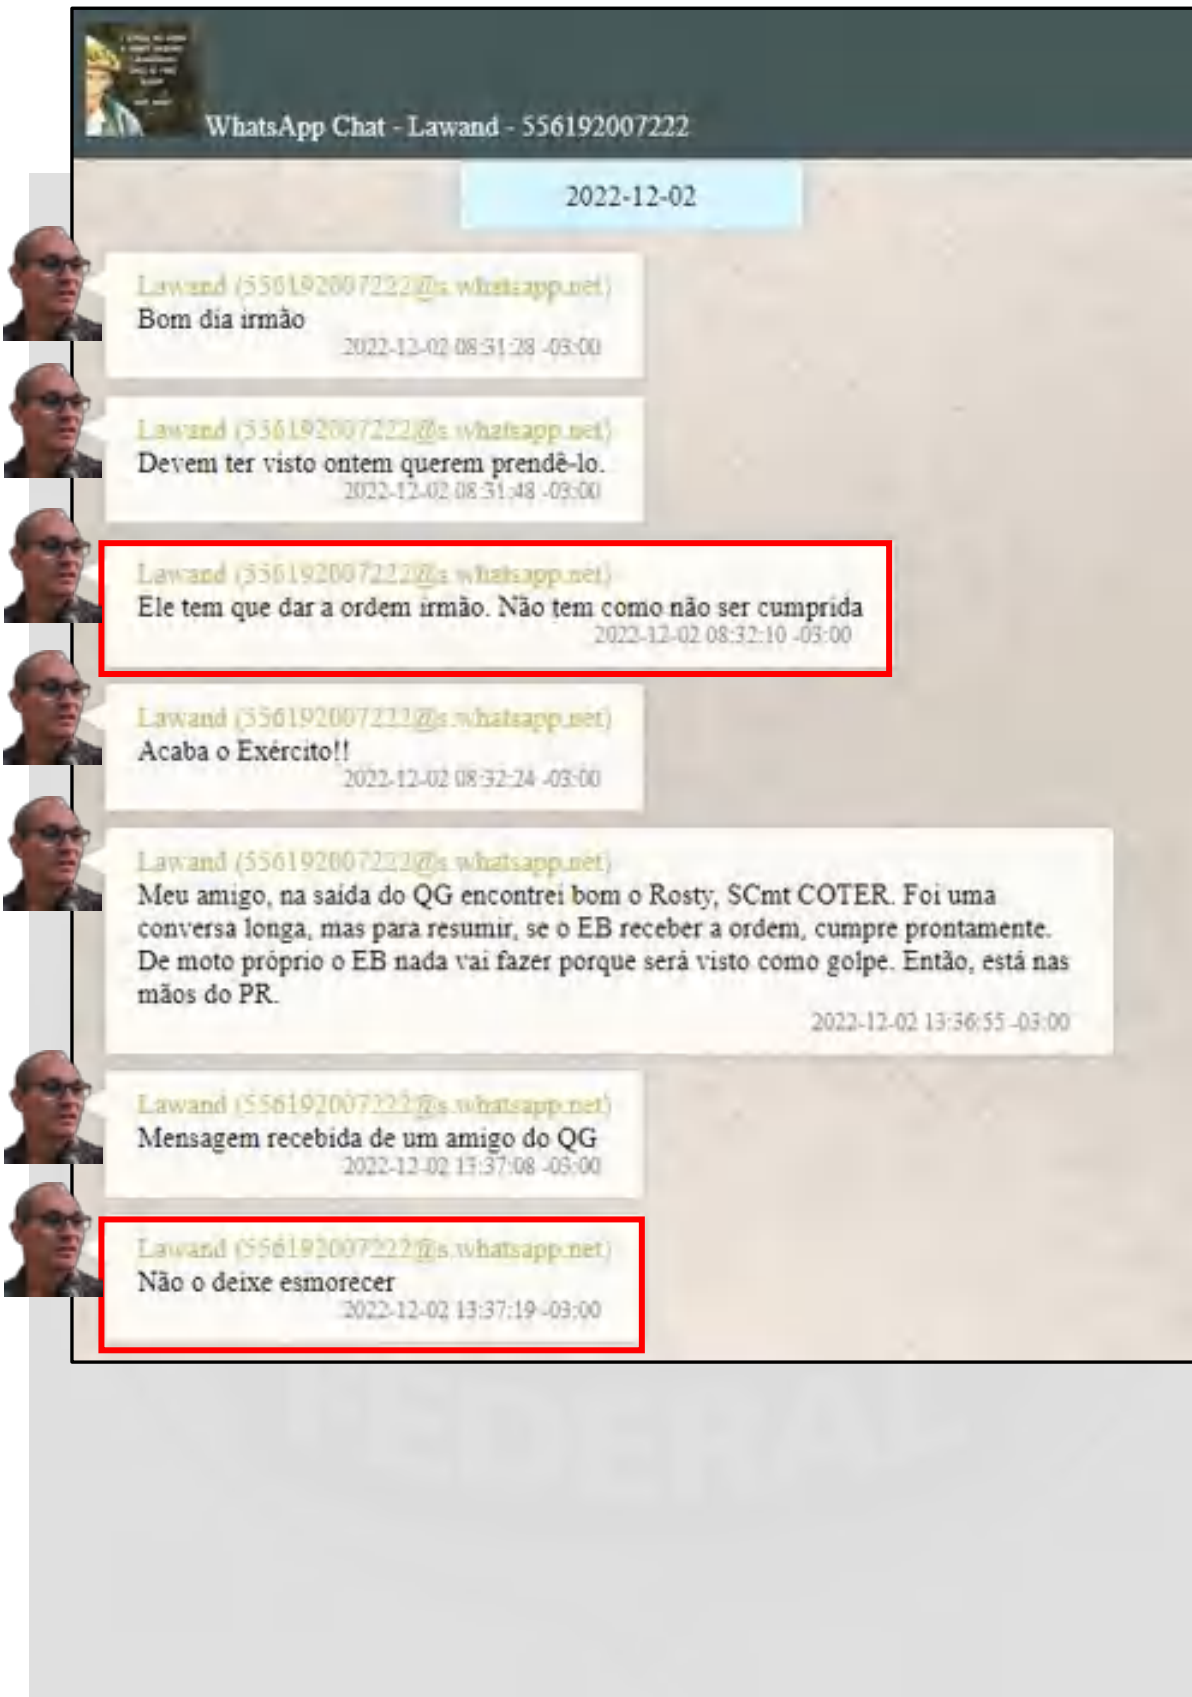 WhatsApp Chat - Lawand - 556192007222
2022-12-02
Lawand (556192007222@s.whatsapp.net)
Bom dia irmão
2022-12-02 08:31:28 -03:00
Lawand (556192007222@s.whatsapp.net)
Devem ter visto ontem querem prendê-lo.
2022-12-02 08:31:48 -03:00
Lawand (556192007222@s.whatsapp.net)
Ele tem que dar a ordem irmão. Não tem como não ser cumprida
2022-12-02 08:32:10 -03:00
Lawand (556192007222@s.whatsapp.net)
Acaba o Exército!!
2022-12-02 08:32:24 -03:00
Lawand (556192007222@s.whatsapp.net)
Meu amigo, na saída do QG encontrei bom o Rosty, SCmt COTER. Foi uma
conversa longa, mas para resumir, se o EB receber a ordem, cumpre prontamente.
De moto próprio o EB nada vai fazer porque será visto como golpe. Então, está nas
mãos do PR.
2022-12-02 13:36:55 -03:00
Lawand (556192007222@s.whatsapp.net)
Mensagem recebida de um amigo do QG
2022-12-02 13:37:08 -03:00
Lawand (556192007222@s.whatsapp.net)
Não o deixe esmorecer
2022-12-02 13:37:19 -03:00
FEDERAL